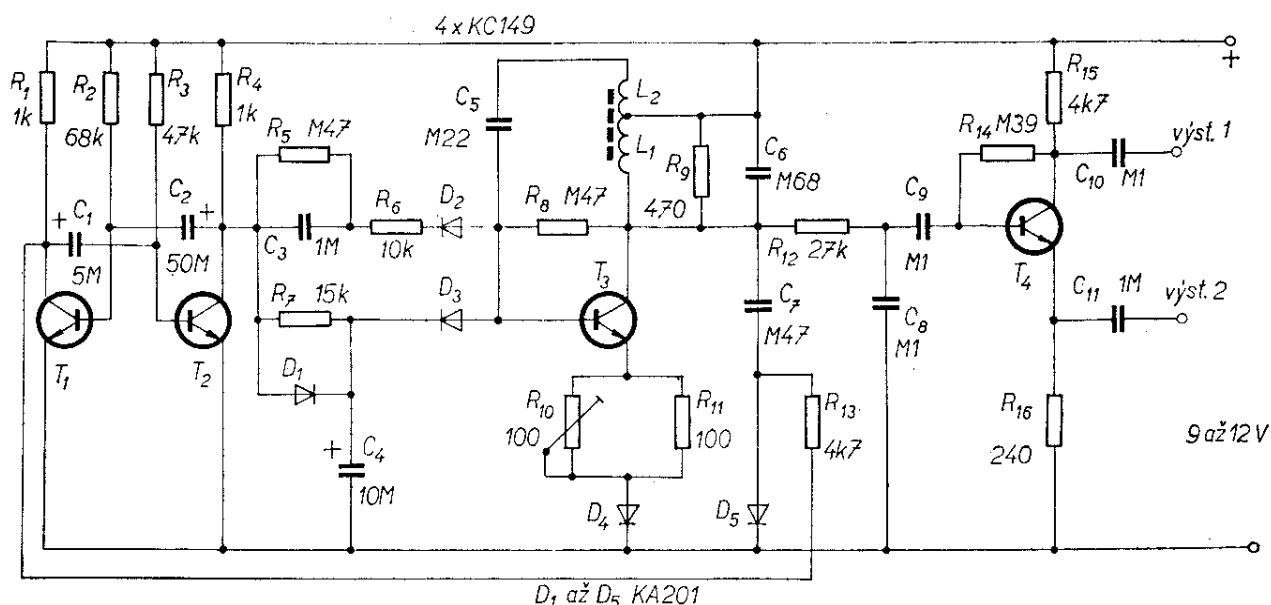 4 x KC149
+
R1 1k
R2 68k
R3 47k
R4 1k
R5 M47
C5 M22
L2
L1
R9 470
C6 M68
R15 4k7
R14 M39
výst. 1
C10 M1
+ C1 5M
C2 + 50M
C3 1M
R6 10k
D2
R8 M47
R12 27k
C9 M1
T4
R7 15k
D3
T3
C7 M47
C8 M1
C11 1M
výst. 2
T1
T2
D1
R10 100
R11 100
R13 4k7
R16 240
9 až 12 V
+ C4 10M
D4
D5
D1 až D5 KA201